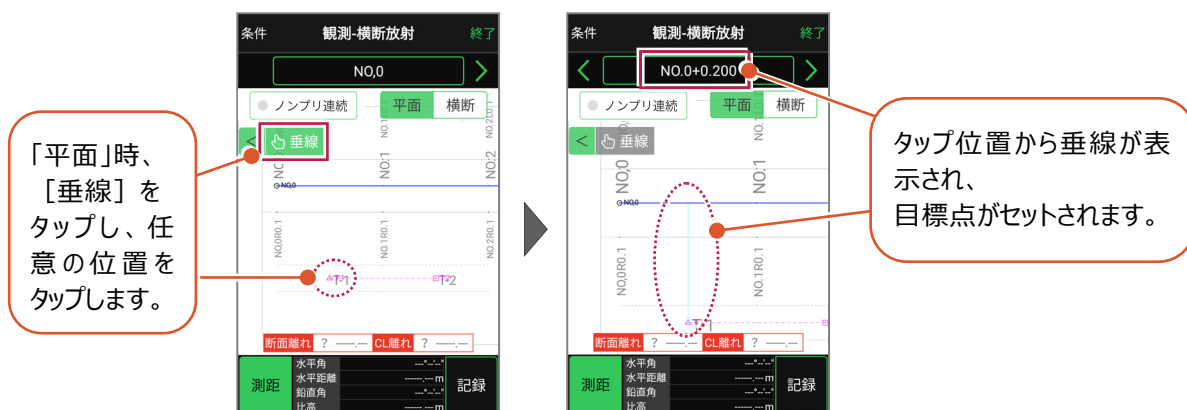 「平面」時、
［垂線］を
タップし、任
意の位置を
タップします。
条件 観測-横断放射 終了
NO,0
ノンプリ連続 平面 横断
< 垂線
NO,0
NO.1
NO.2
NO,0
NO,0R0.1
NO.1R0.1
NO.2R0.1
T-1
T-2
断面離れ ? ---.--- CL離れ ? ---.---
測距
水平角 ---°--'--"
水平距離 ------.--- m
鉛直角 ---°--'--"
比高 ------.--- m
記録
条件 観測-横断放射 終了
NO.0+0.200
ノンプリ連続 平面 横断
< 垂線
NO,0
NO.1
NO,0
NO,0R0.1
NO.1R0.1
断面離れ ? ---.--- CL離れ ? ---.---
測距
水平角 ---°--'--"
水平距離 ------.--- m
鉛直角 ---°--'--"
比高 ------.--- m
記録
タップ位置から垂線が表
示され、
目標点がセットされます。